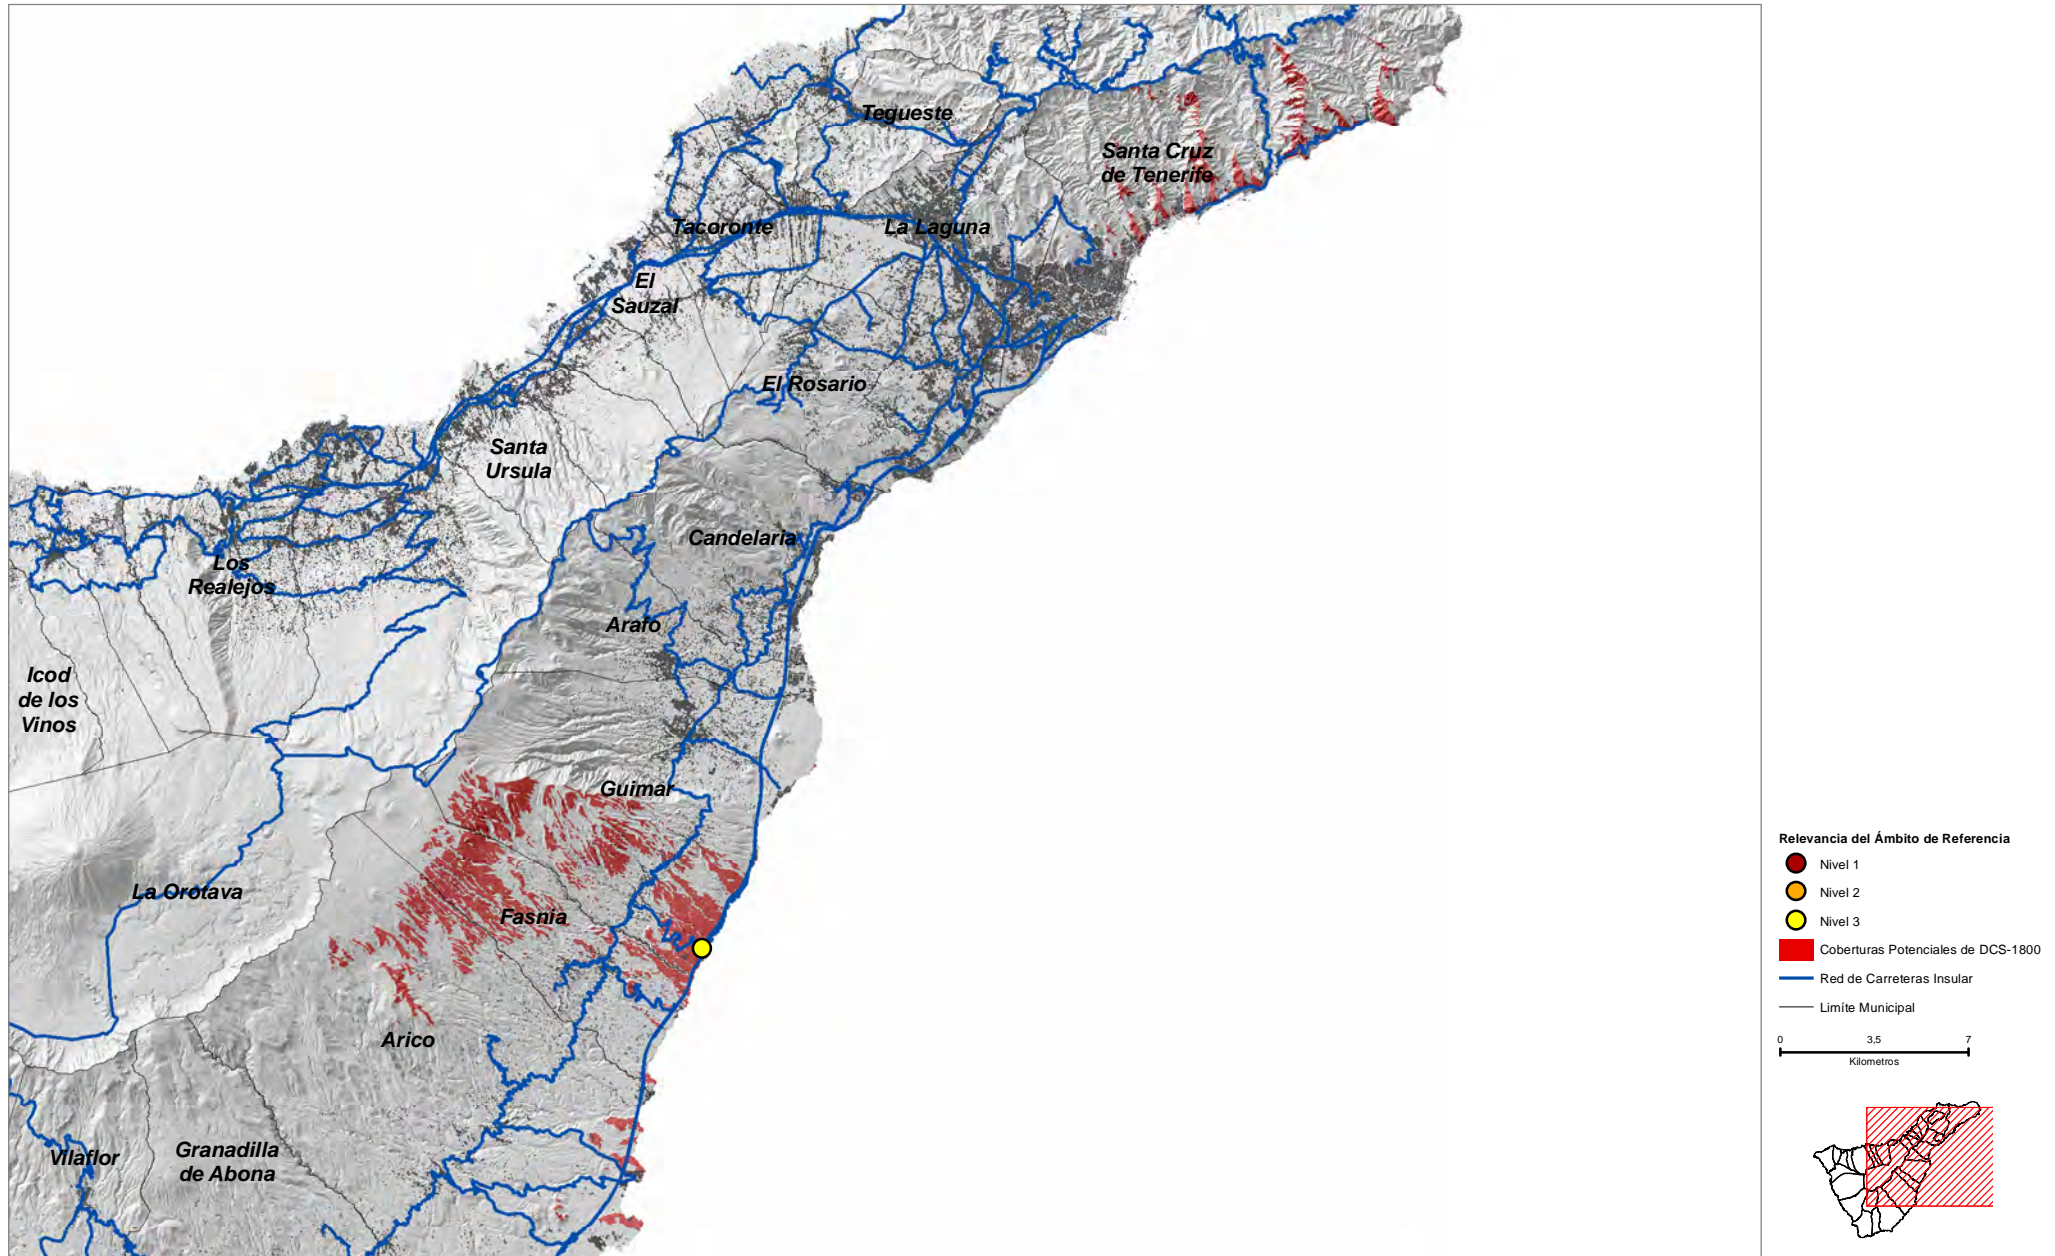 Tegueste
Santa Cruz
de Tenerife
Tacoronte
La Laguna
El
Sauzal
El Rosario
Santa
Ursula
Candelaria
Los
Realejos
Arafo
Icod
de los
Vinos
Guimar
La Orotava
Fasnia
Arico
Vilaflor
Granadilla
de Abona
Relevancia del Ámbito de Referencia
Nivel 1
Nivel 2
Nivel 3
Coberturas Potenciales de DCS-1800
Red de Carreteras Insular
Limíte Municipal
0 3,5 7
Kilometros